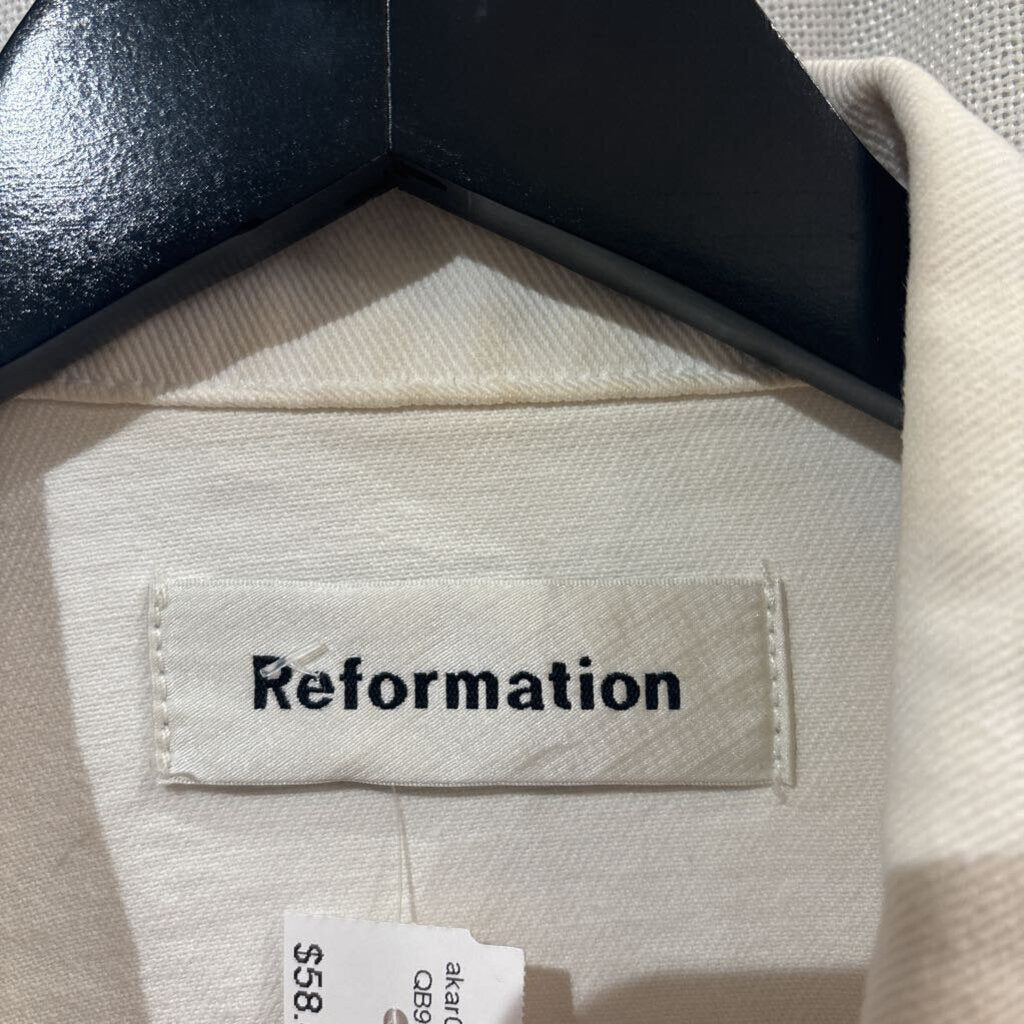 Reformation
$58.
akar
QB9